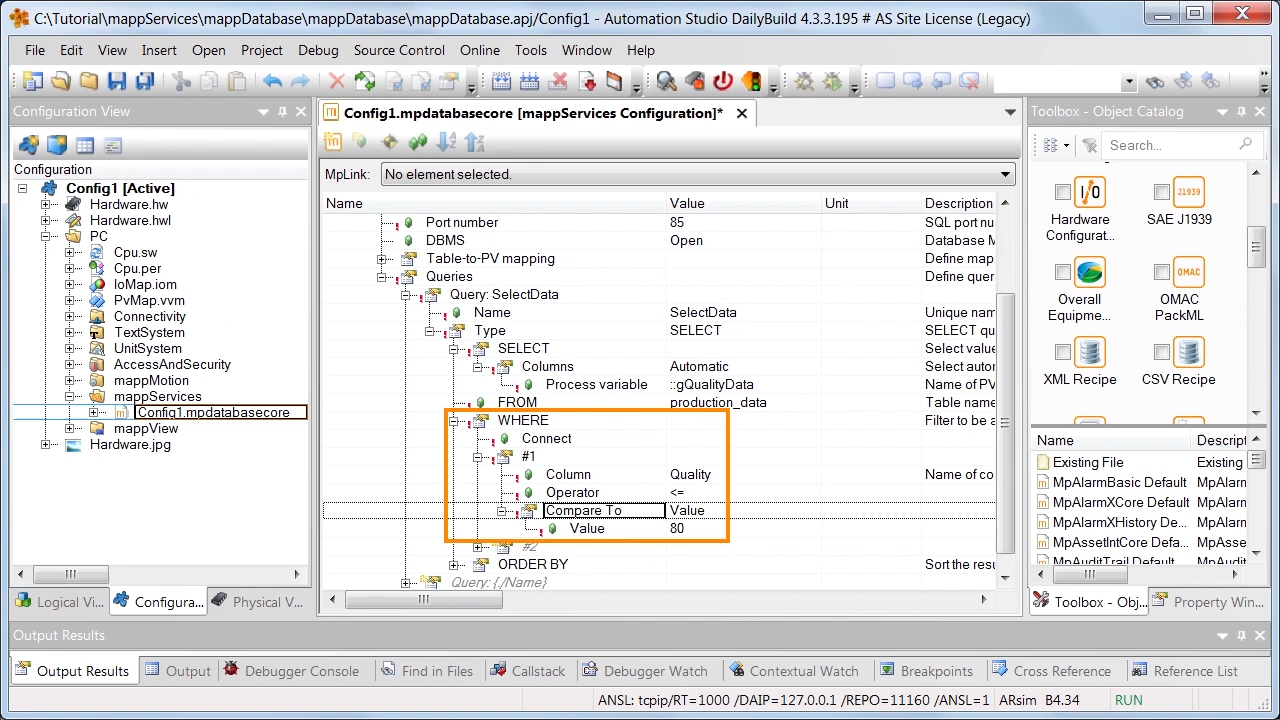 C:\Tutorial\mappServices\mappDatabase\mappDatabase\mappDatabase.apj/Config1 - Automation Studio DailyBuild 4.3.3.195 # AS Site License (Legacy)
File Edit View Insert Open Project Debug Source Control Online Tools Window Help
Configuration View
Configuration
Config1 [Active]
Hardware.hw
Hardware.hwl
PC
Cpu.sw
Cpu.per
IoMap.iom
PvMap.vvm
Connectivity
TextSystem
UnitSystem
AccessAndSecurity
mappMotion
mappServices
Config1.mpdatabasecore
mappView
Hardware.jpg
Logical Vi... Configura... Physical V...
Config1.mpdatabasecore [mappServices Configuration]*
MpLink: No element selected.
Name Value Unit Description
Port number 85 SQL port nu
DBMS Open Database M
Table-to-PV mapping Define map
Queries Define quer
Query: SelectData
Name SelectData Unique nam
Type SELECT SELECT qu
SELECT Select value
Columns Automatic Select autor
Process variable ::gQualityData Name of PV
FROM production_data Table name
WHERE Filter to be a
Connect
#1
Column Quality Name of co
Operator <=
Compare To Value
Value 80
#2
ORDER BY Sort the resu
Query: {./Name}
Toolbox - Object Catalog
Search...
I/O
Hardware Configurat...
J1939
SAE J1939
Overall Equipme...
OMAC
OMAC PackML
XML Recipe
CSV Recipe
Name Descript
Existing File Existing
MpAlarmBasic Default MpAlarr
MpAlarmXCore Default MpAlarr
MpAlarmXHistory Default MpAlarr
MpAssetIntCore Default MpAsse
MpAuditTrail Default MpAudit
Toolbox - Obj... Property Win...
Output Results
Output Results Output Debugger Console Find in Files Callstack Debugger Watch Contextual Watch Breakpoints Cross Reference Reference List
ANSL: tcpip/RT=1000 /DAIP=127.0.0.1 /REPO=11160 /ANSL=1 ARsim B4.34 RUN